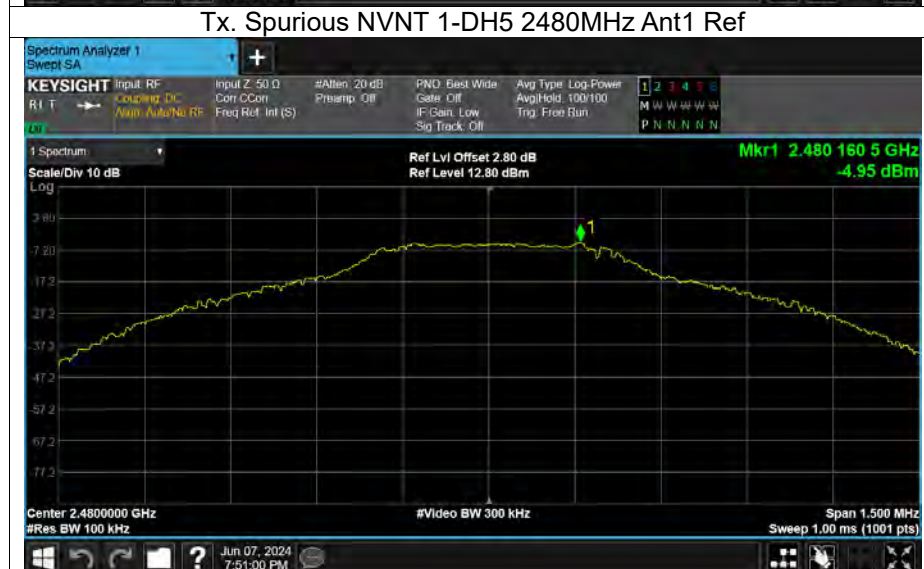 Tx. Spurious NVNT 1-DH5 2480MHz Ant1 Ref
Spectrum Analyzer 1
Swept SA
+
KEYSIGHT
Input: RF
Coupling: DC
Align: Auto/No RF
Input Z: 50 Ω
Corr CCorr
Freq Ref: Int (S)
#Atten: 20 dB
Preamp: Off
PNO: Best Wide
Gate: Off
IF Gain: Low
Sig Track: Off
Avg Type: Log-Power
Avg|Hold: 100/100
Trig: Free Run
1 2 3 4 5 6
M W W W W W
P N N N N N
1 Spectrum
Scale/Div 10 dB
Ref Lvl Offset 2.80 dB
Ref Level 12.80 dBm
Mkr1 2.480 160 5 GHz
-4.95 dBm
Log
2.80
-7.20
-17.2
-27.2
-37.2
-47.2
-57.2
-67.2
-77.2
1
Center 2.4800000 GHz
#Res BW 100 kHz
#Video BW 300 kHz
Span 1.500 MHz
Sweep 1.00 ms (1001 pts)
?
Jun 07, 2024
7:51:00 PM